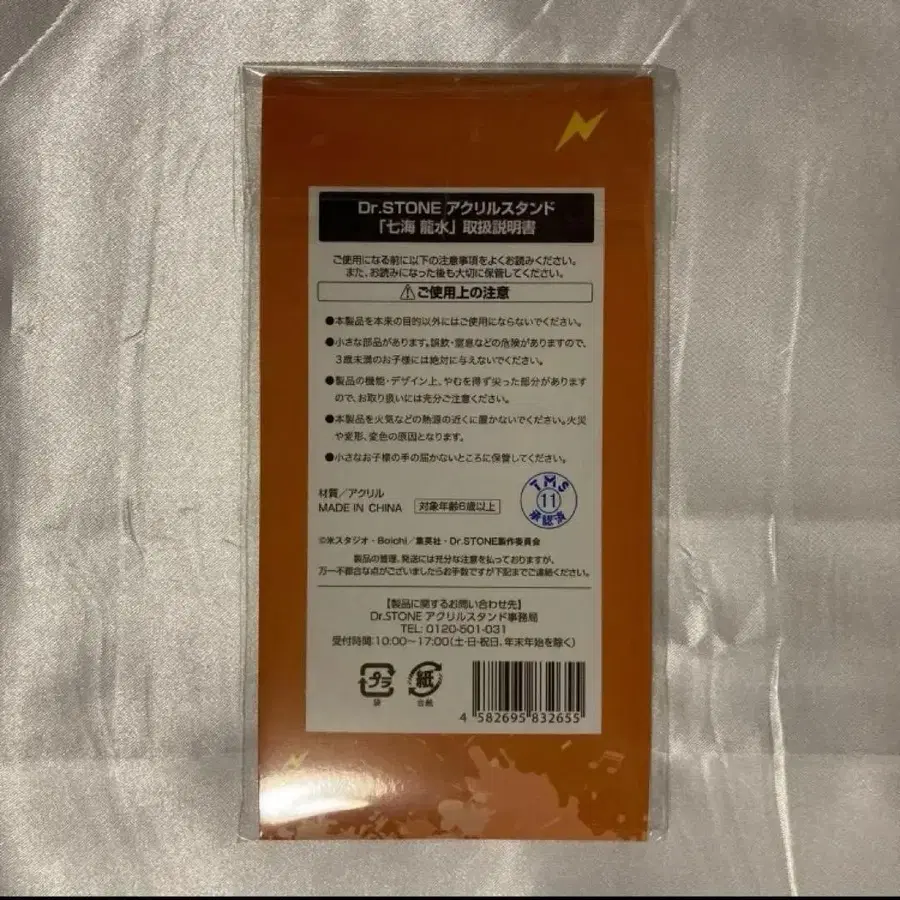 Dr.STONE アクリルスタンド
「七海 龍水」取扱説明書
ご使用になる前に以下の注意事項をよくお読みください。
また、お読みになった後も大切に保管してください。
⚠ご使用上の注意
●本製品を本来の目的以外にはご使用にならないでください。
●小さな部品があります。誤飲・窒息などの危険がありますので、
3歳未満のお子様には絶対に与えないでください。
●製品の機能・デザイン上、やむを得ず尖った部分があります
ので、お取り扱いには充分ご注意ください。
●本製品を火気などの熱源の近くに置かないでください。火災
や変形、変色の原因となります。
●小さなお子様の手の届かないところに保管してください。
材質/アクリル
MADE IN CHINA 対象年齢6歳以上
TMS
11
承認済
©米スタジオ・Boichi/集英社・Dr.STONE製作委員会
製品の管理、発送には充分な注意を払っておりますが、
万一不都合な点がございましたらお手数ですが下記までご連絡ください。
【製品に関するお問い合わせ先】
Dr.STONE アクリルスタンド事務局
TEL: 0120-501-031
受付時間:10:00～17:00(土・日・祝日、年末年始を除く)
プラ 紙
袋 台紙
4 582695 832655